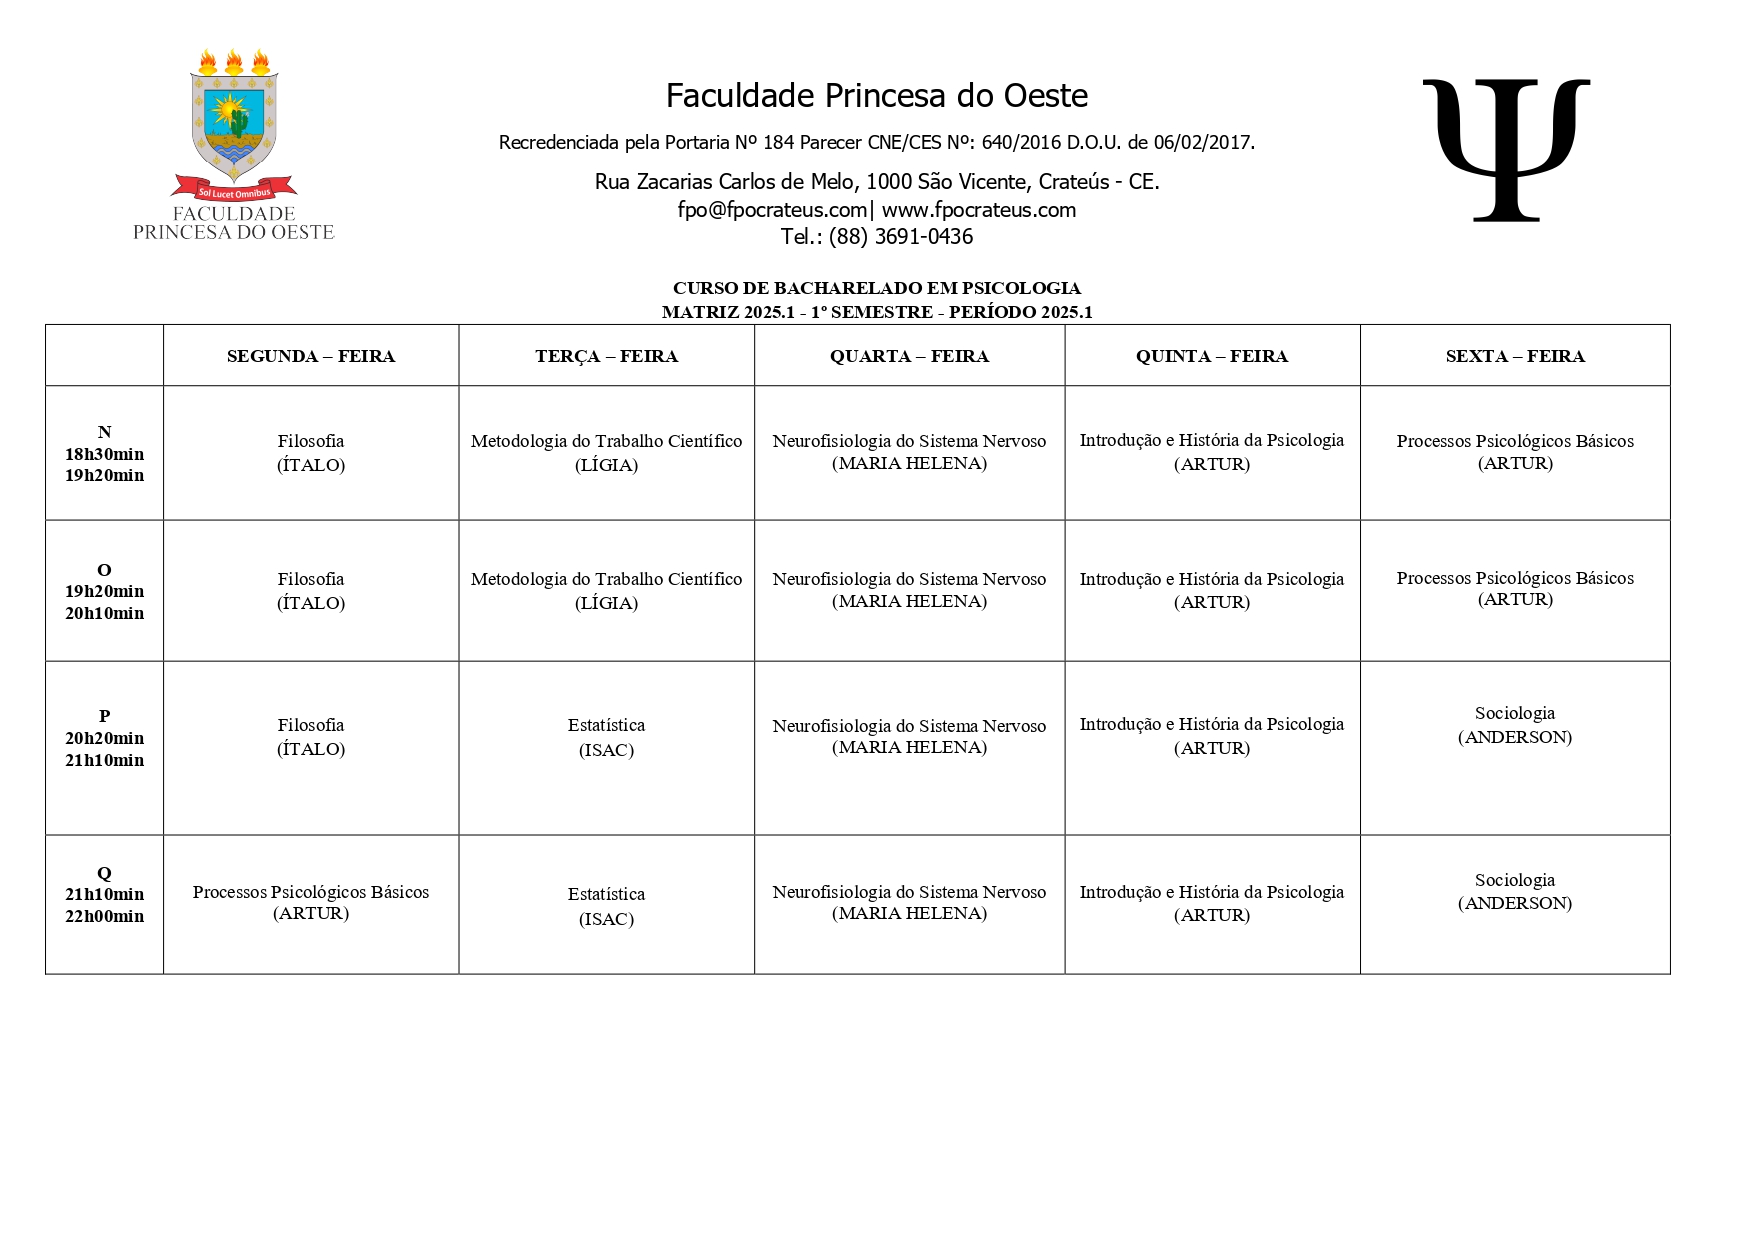 Sol Lucet Omnibus
FACULDADE
PRINCESA DO OESTE
Faculdade Princesa do Oeste
Recredenciada pela Portaria Nº 184 Parecer CNE/CES Nº: 640/2016 D.O.U. de 06/02/2017.
Rua Zacarias Carlos de Melo, 1000 São Vicente, Crateús - CE.
fpo@fpocrateus.com| www.fpocrateus.com
Tel.: (88) 3691-0436
Ψ
CURSO DE BACHARELADO EM PSICOLOGIA
MATRIZ 2025.1 - 1º SEMESTRE - PERÍODO 2025.1
SEGUNDA – FEIRA
TERÇA – FEIRA
QUARTA – FEIRA
QUINTA – FEIRA
SEXTA – FEIRA
N
18h30min
19h20min
Filosofia
(ÍTALO)
Metodologia do Trabalho Científico
(LÍGIA)
Neurofisiologia do Sistema Nervoso
(MARIA HELENA)
Introdução e História da Psicologia
(ARTUR)
Processos Psicológicos Básicos
(ARTUR)
O
19h20min
20h10min
Filosofia
(ÍTALO)
Metodologia do Trabalho Científico
(LÍGIA)
Neurofisiologia do Sistema Nervoso
(MARIA HELENA)
Introdução e História da Psicologia
(ARTUR)
Processos Psicológicos Básicos
(ARTUR)
P
20h20min
21h10min
Filosofia
(ÍTALO)
Estatística
(ISAC)
Neurofisiologia do Sistema Nervoso
(MARIA HELENA)
Introdução e História da Psicologia
(ARTUR)
Sociologia
(ANDERSON)
Q
21h10min
22h00min
Processos Psicológicos Básicos
(ARTUR)
Estatística
(ISAC)
Neurofisiologia do Sistema Nervoso
(MARIA HELENA)
Introdução e História da Psicologia
(ARTUR)
Sociologia
(ANDERSON)